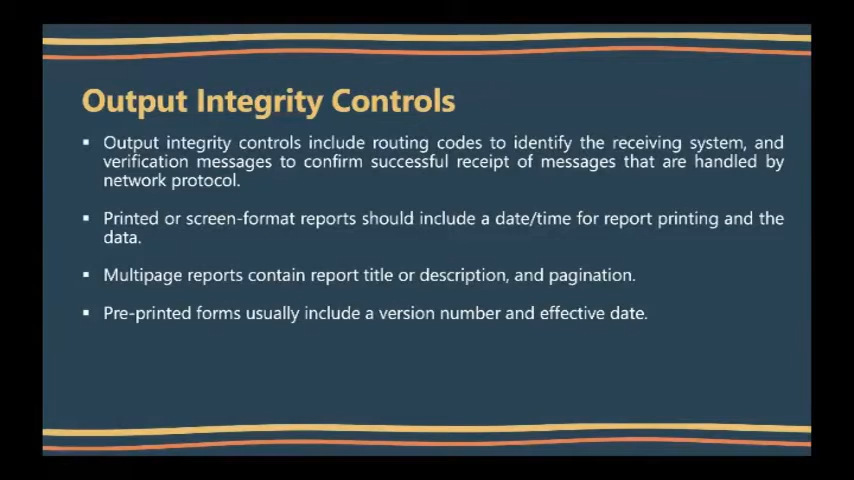 Output Integrity Controls
▪ Output integrity controls include routing codes to identify the receiving system, and
verification messages to confirm successful receipt of messages that are handled by
network protocol.
▪ Printed or screen-format reports should include a date/time for report printing and the
data.
▪ Multipage reports contain report title or description, and pagination.
▪ Pre-printed forms usually include a version number and effective date.